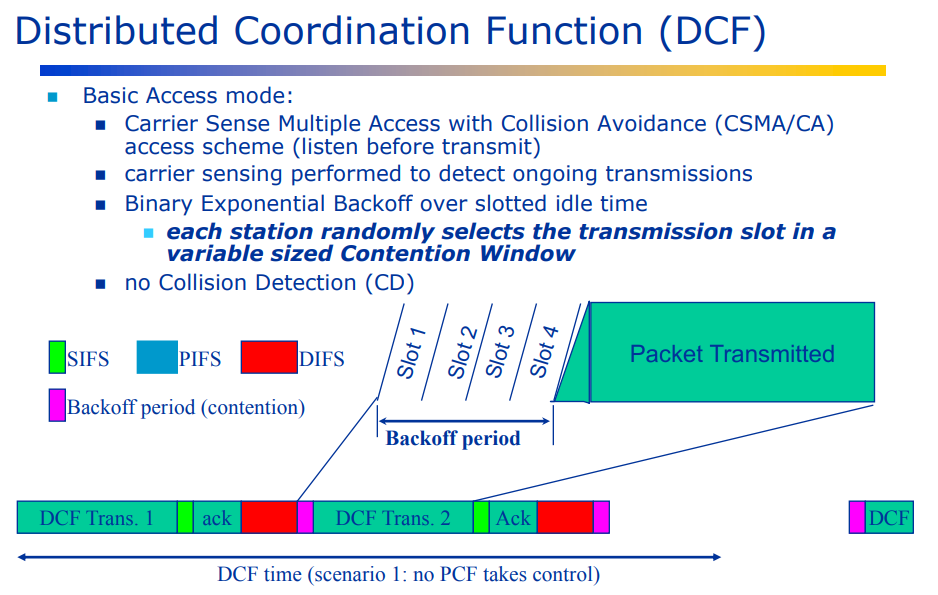 Distributed Coordination Function (DCF)
Basic Access mode:
Carrier Sense Multiple Access with Collision Avoidance (CSMA/CA)
access scheme (listen before transmit)
carrier sensing performed to detect ongoing transmissions
Binary Exponential Backoff over slotted idle time
each station randomly selects the transmission slot in a
variable sized Contention Window
no Collision Detection (CD)
Slot 1
Slot 2
Slot 3
Slot 4
Packet Transmitted
SIFS
PIFS
DIFS
Backoff period (contention)
Backoff period
DCF Trans. 1
ack
DCF Trans. 2
Ack
DCF
DCF time (scenario 1: no PCF takes control)